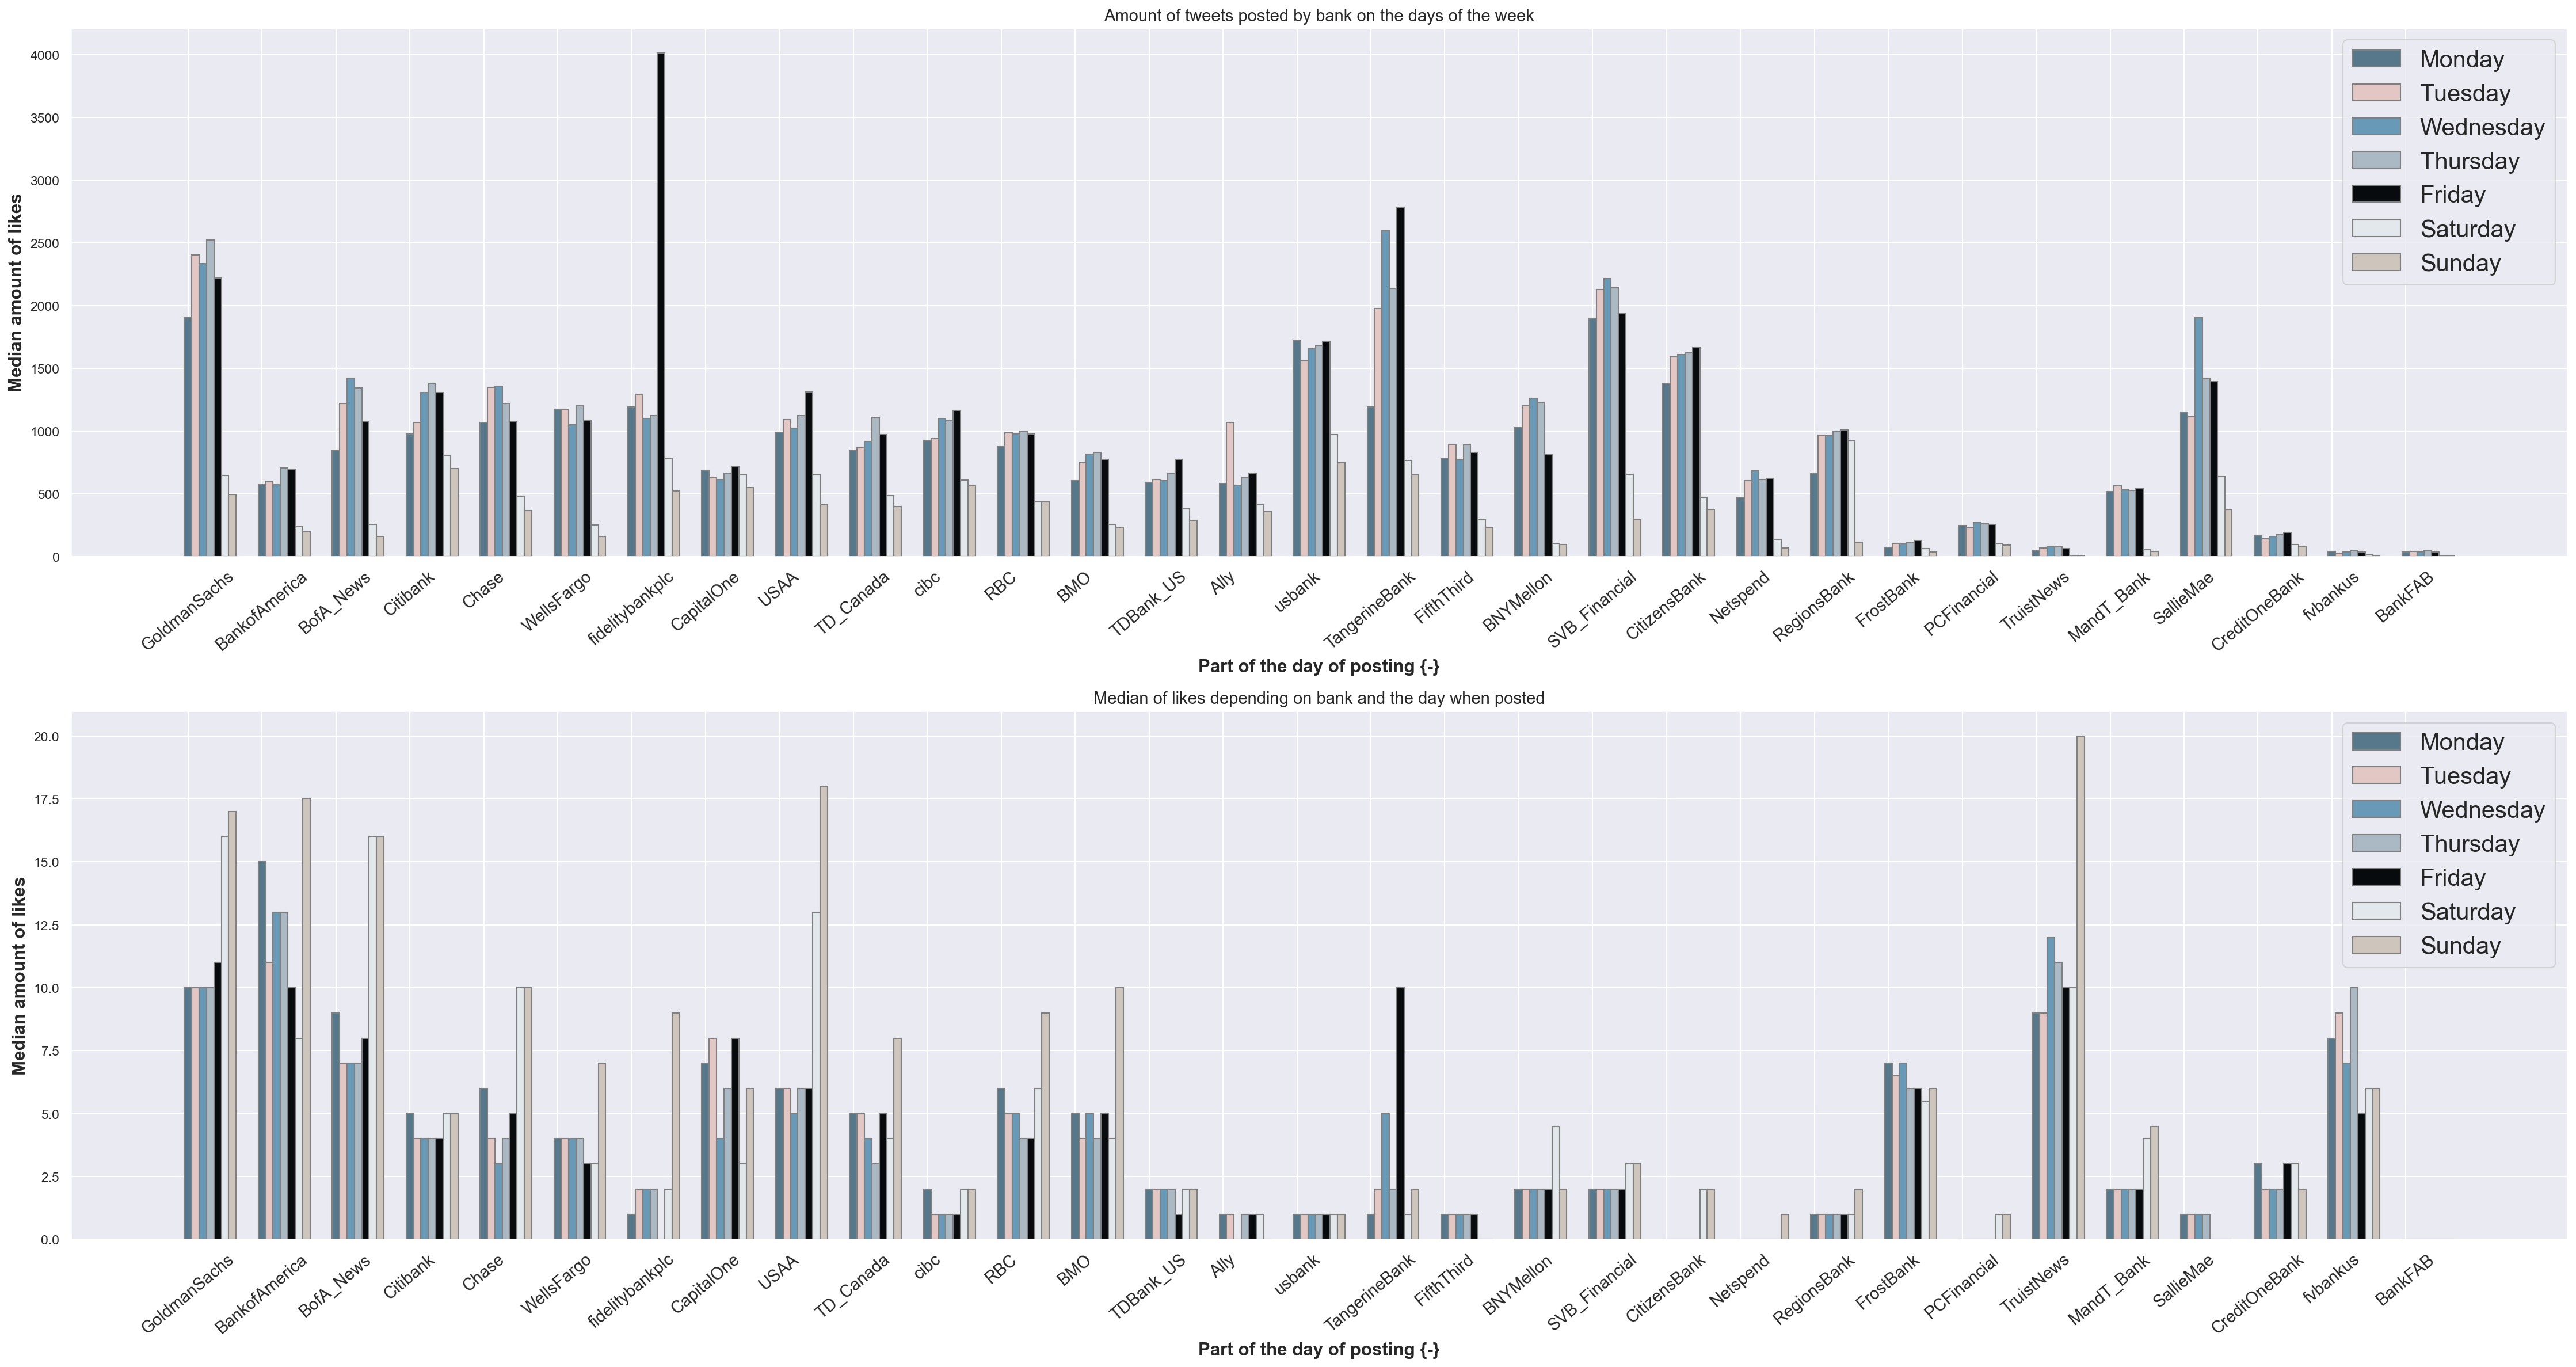 Amount of tweets posted by bank on the days of the week
Median amount of likes
4000
3500
3000
2500
2000
1500
1000
500
0
Monday
Tuesday
Wednesday
Thursday
Friday
Saturday
Sunday
GoldmanSachs
BankofAmerica
BofA_News
Citibank
Chase
WellsFargo
fidelitybankplc
CapitalOne
USAA
TD_Canada
cibc
RBC
BMO
TDBank_US
Ally
usbank
TangerineBank
FifthThird
BNYMellon
SVB_Financial
CitizensBank
Netspend
RegionsBank
FrostBank
PCFinancial
TruistNews
MandT_Bank
SallieMae
CreditOneBank
fvbankus
BankFAB
Part of the day of posting {-}
Median of likes depending on bank and the day when posted
Median amount of likes
20.0
17.5
15.0
12.5
10.0
7.5
5.0
2.5
0.0
Monday
Tuesday
Wednesday
Thursday
Friday
Saturday
Sunday
GoldmanSachs
BankofAmerica
BofA_News
Citibank
Chase
WellsFargo
fidelitybankplc
CapitalOne
USAA
TD_Canada
cibc
RBC
BMO
TDBank_US
Ally
usbank
TangerineBank
FifthThird
BNYMellon
SVB_Financial
CitizensBank
Netspend
RegionsBank
FrostBank
PCFinancial
TruistNews
MandT_Bank
SallieMae
CreditOneBank
fvbankus
BankFAB
Part of the day of posting {-}